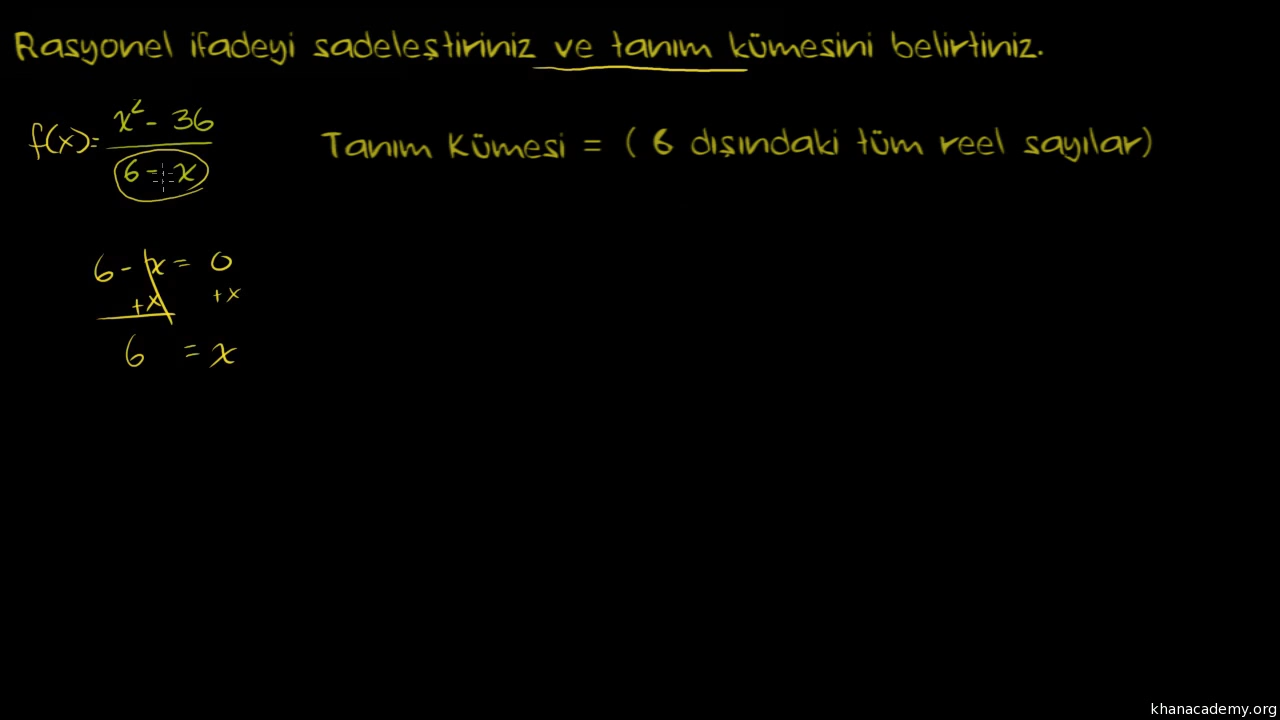 Rasyonel ifadeyi sadeleştiriniz ve tanım kümesini belirtiniz.
f(x)= x² - 36
6 - x
Tanım Kümesi = ( 6 dışındaki tüm reel sayılar)
6 - x = 0
+x +x
6 = x
khanacademy.org